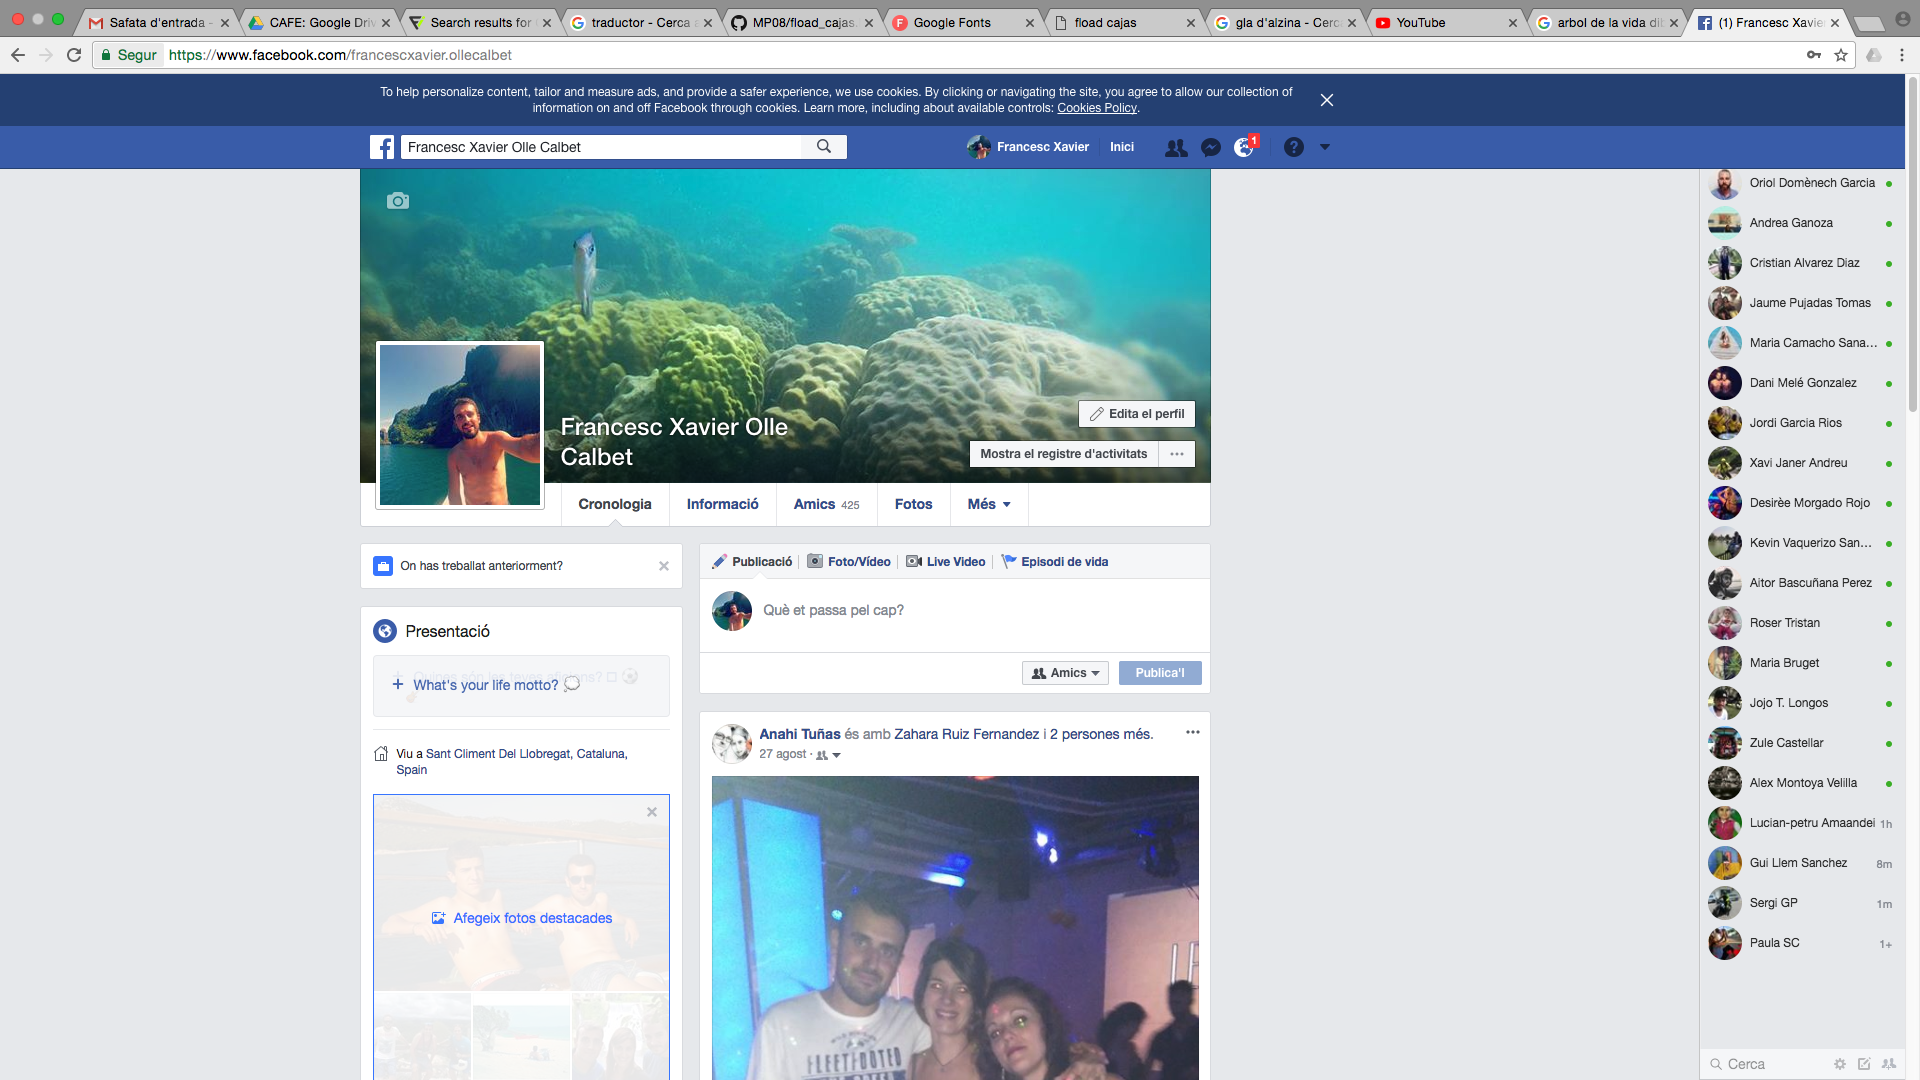 Safata d'entrada -
CAFE: Google Driv
Search results for
traductor - Cerca a
MP08/fload_cajas.
Google Fonts
fload cajas
gla d'alzina - Cerc
YouTube
arbol de la vida dib
(1) Francesc Xavie
Segur
https://www.facebook.com/francescxavier.ollecalbet
To help personalize content, tailor and measure ads, and provide a safer experience, we use cookies. By clicking or navigating the site, you agree to allow our collection of
information on and off Facebook through cookies. Learn more, including about available controls: Cookies Policy.
Francesc Xavier Olle Calbet
Francesc Xavier
Inici
1
Francesc Xavier Olle
Calbet
Edita el perfil
Mostra el registre d'activitats
Cronologia
Informació
Amics 425
Fotos
Més
On has treballat anteriorment?
Presentació
Quines són les teves aficions?
+ What's your life motto?
Viu a Sant Climent Del Llobregat, Cataluna,
Spain
Afegeix fotos destacades
Publicació
Foto/Vídeo
Live Video
Episodi de vida
Què et passa pel cap?
Amics
Publica'l
Anahi Tuñas és amb Zahara Ruiz Fernandez i 2 persones més.
27 agost ·
FLEETFOOTED
Oriol Domènech Garcia
Andrea Ganoza
Cristian Alvarez Diaz
Jaume Pujadas Tomas
Maria Camacho Sana...
Dani Melé Gonzalez
Jordi Garcia Rios
Xavi Janer Andreu
Desirèe Morgado Rojo
Kevin Vaquerizo San...
Aitor Bascuñana Perez
Roser Tristan
Maria Bruget
Jojo T. Longos
Zule Castellar
Alex Montoya Velilla
Lucian-petru Amaandei 1h
Gui Llem Sanchez 8m
Sergi GP 1m
Paula SC 1+
Cerca